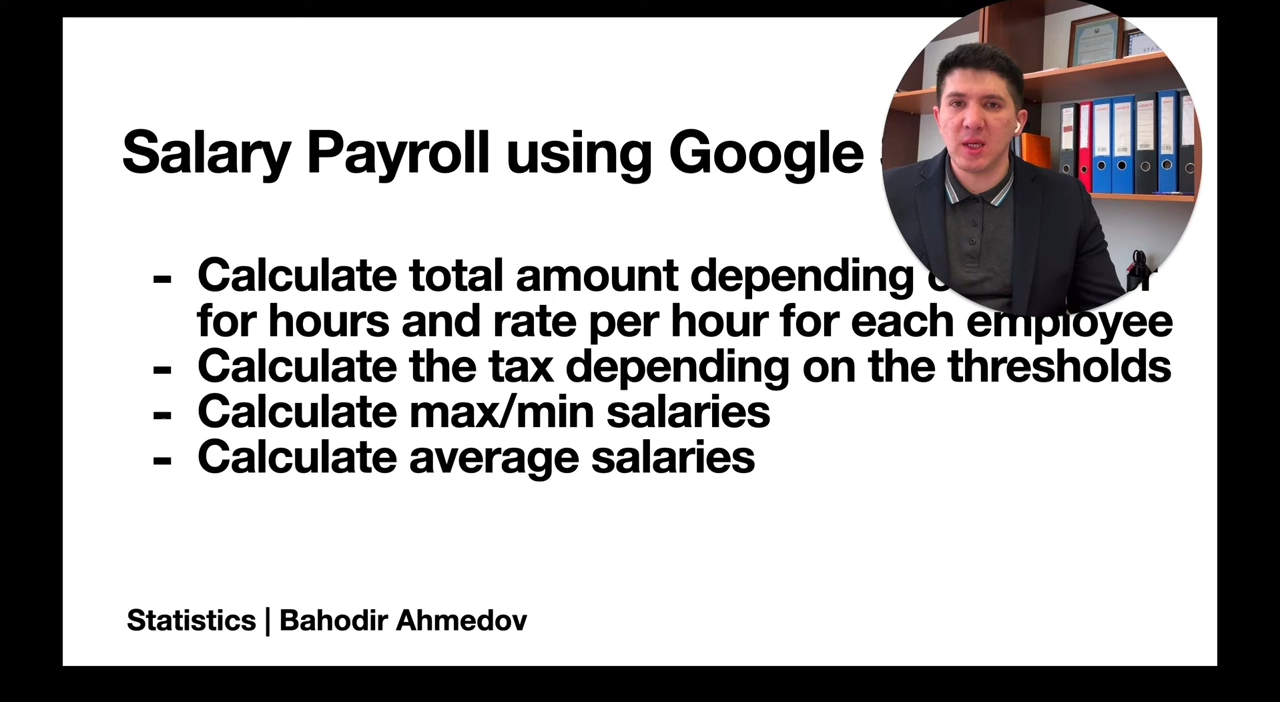 Salary Payroll using Google
- Calculate total amount depending
for hours and rate per hour for each employee
- Calculate the tax depending on the thresholds
- Calculate max/min salaries
- Calculate average salaries
Statistics | Bahodir Ahmedov